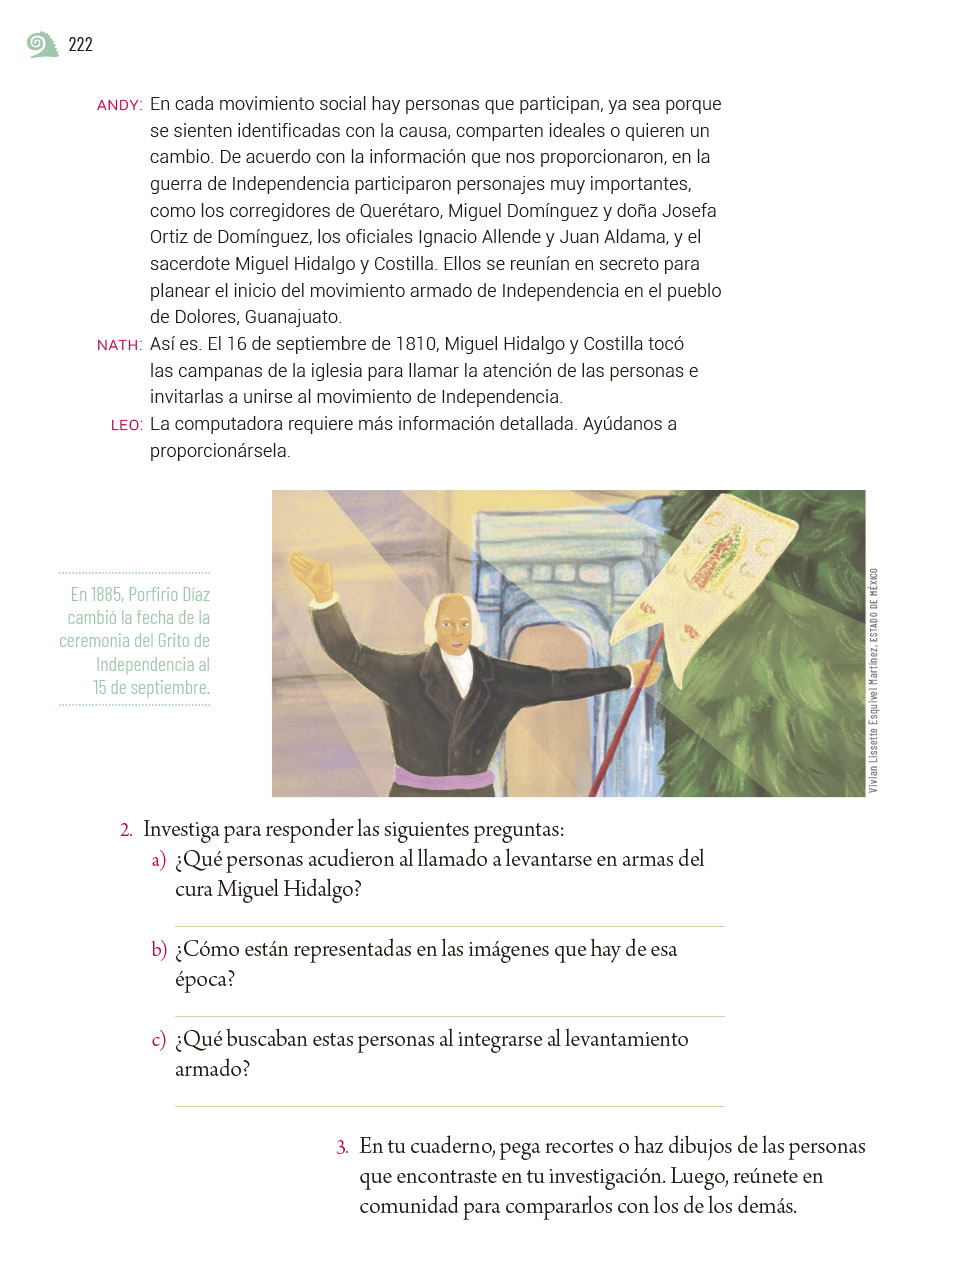 222
ANDY: En cada movimiento social hay personas que participan, ya sea porque
se sienten identificadas con la causa, comparten ideales o quieren un
cambio. De acuerdo con la información que nos proporcionaron, en la
guerra de Independencia participaron personajes muy importantes,
como los corregidores de Querétaro, Miguel Domínguez y doña Josefa
Ortiz de Domínguez, los oficiales Ignacio Allende y Juan Aldama, y el
sacerdote Miguel Hidalgo y Costilla. Ellos se reunían en secreto para
planear el inicio del movimiento armado de Independencia en el pueblo
de Dolores, Guanajuato.
NATH: Así es. El 16 de septiembre de 1810, Miguel Hidalgo y Costilla tocó
las campanas de la iglesia para llamar la atención de las personas e
invitarlas a unirse al movimiento de Independencia.
LEO: La computadora requiere más información detallada. Ayúdanos a
proporcionársela.
En 1885, Porfirio Díaz
cambió la fecha de la
ceremonia del Grito de
Independencia al
15 de septiembre.
Vivian Lissette Esquivel Martínez, ESTADO DE MÉXICO
2. Investiga para responder las siguientes preguntas:
a) ¿Qué personas acudieron al llamado a levantarse en armas del
cura Miguel Hidalgo?
b) ¿Cómo están representadas en las imágenes que hay de esa
época?
c) ¿Qué buscaban estas personas al integrarse al levantamiento
armado?
3. En tu cuaderno, pega recortes o haz dibujos de las personas
que encontraste en tu investigación. Luego, reúnete en
comunidad para compararlos con los de los demás.